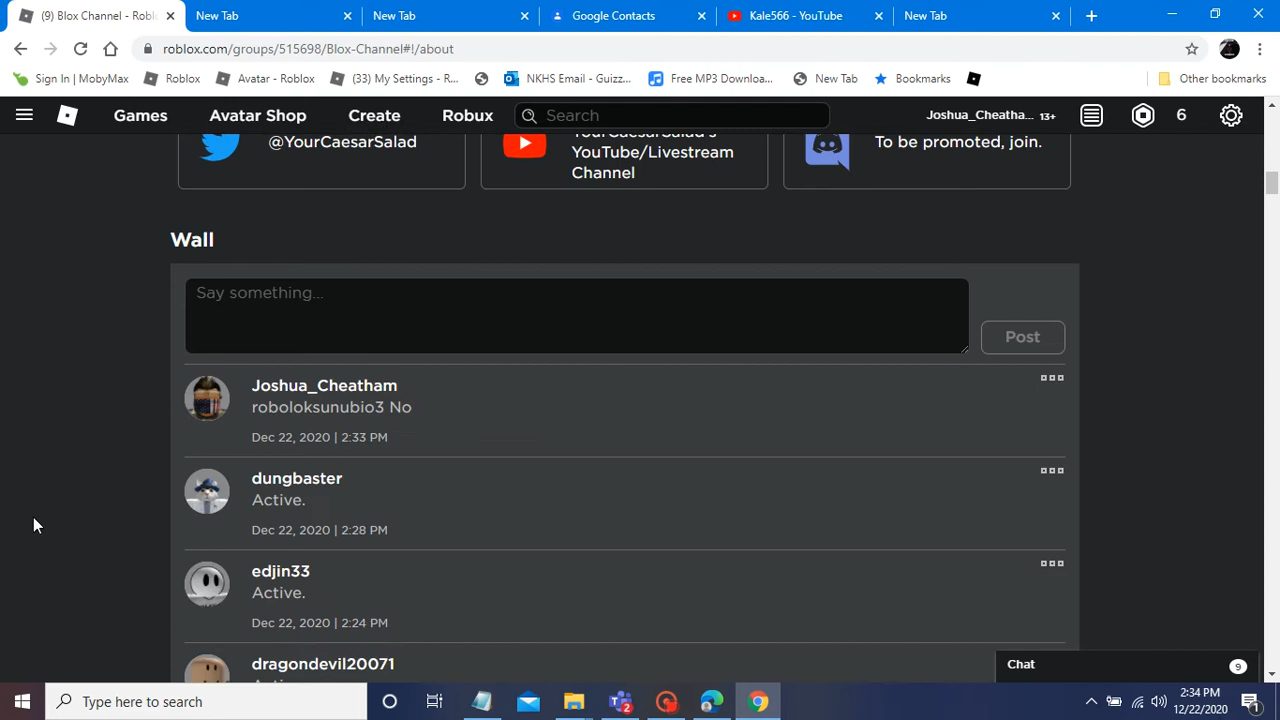 (9) Blox Channel - Robl
New Tab
New Tab
Google Contacts
Kale566 - YouTube
New Tab
roblox.com/groups/515698/Blox-Channel#!/about
Sign In | MobyMax
Roblox
Avatar - Roblox
(33) My Settings - R...
NKHS Email - Guizz...
Free MP3 Downloa...
New Tab
Bookmarks
Other bookmarks
Games
Avatar Shop
Create
Robux
Search
Joshua_Cheatha... 13+
6
@YourCaesarSalad
YourCaesarSalad's
YouTube/Livestream
Channel
To be promoted, join.
Wall
Say something...
Post
Joshua_Cheatham
roboloksunubio3 No
Dec 22, 2020 | 2:33 PM
dungbaster
Active.
Dec 22, 2020 | 2:28 PM
edjin33
Active.
Dec 22, 2020 | 2:24 PM
dragondevil20071
Chat
9
Type here to search
2
2:34 PM
12/22/2020
1